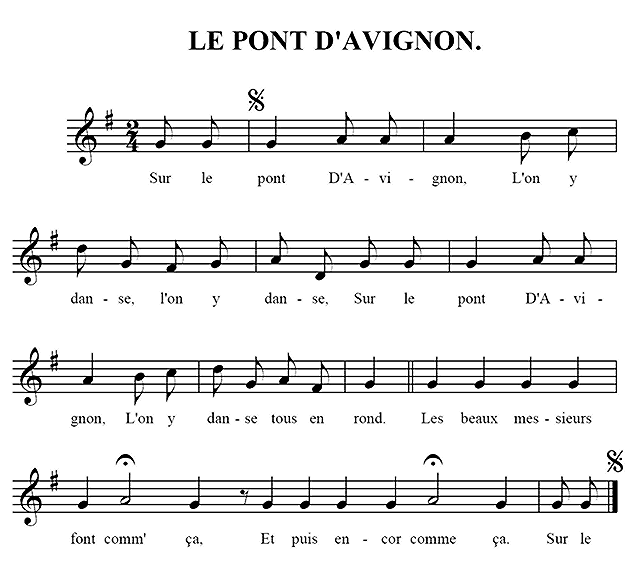 LE PONT D'AVIGNON.
2 4
Sur le pont D'A - vi - gnon, L'on y
dan - se, l'on y dan - se, Sur le pont D'A - vi -
gnon, L'on y dan - se tous en rond. Les beaux mes - sieurs
font comm' ça, Et puis en - cor comme ça. Sur le